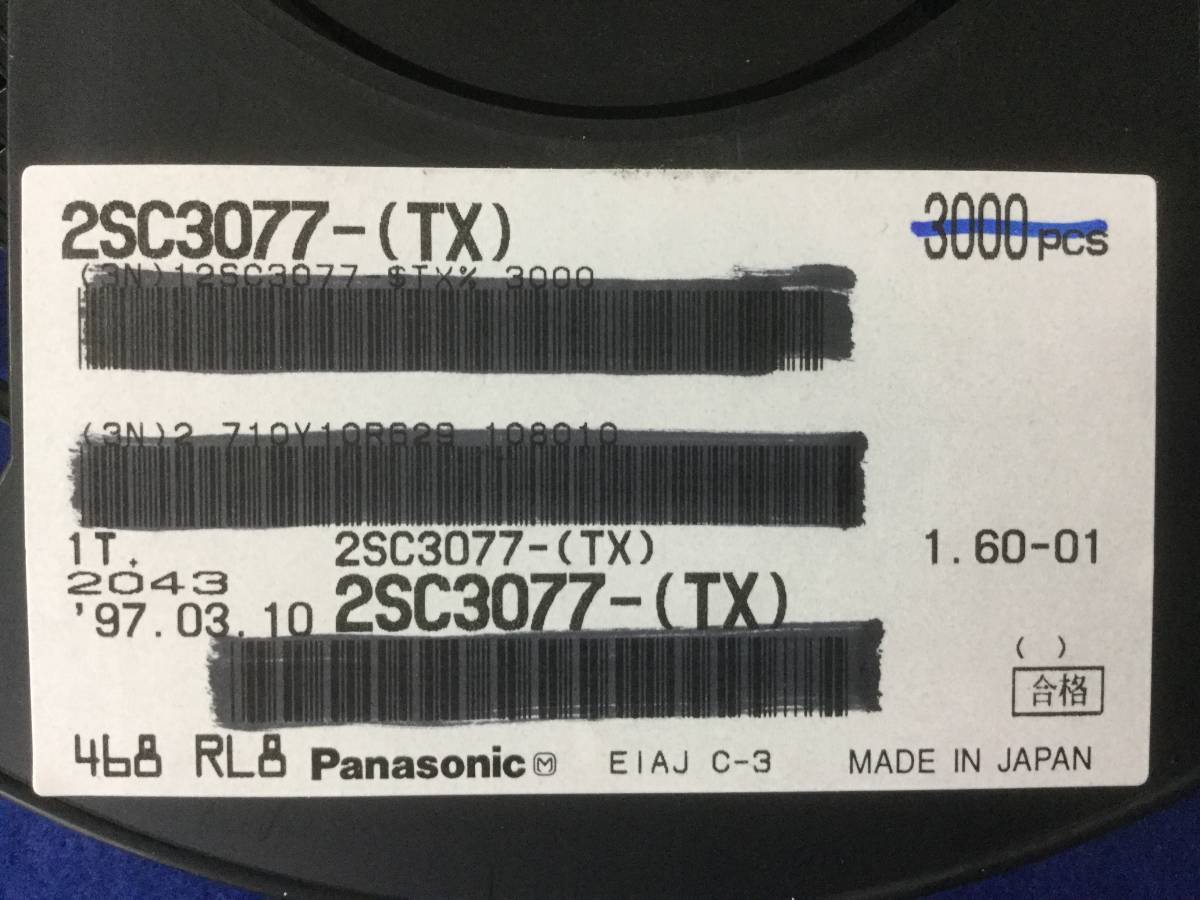 2SC3077-(TX) 3000PCS
(3N)12SC3077-$TX% 3000
(3N)2 710Y10R629 108010
1T. 2SC3077-(TX) 1.60-01
2043
'97.03.10 2SC3077-(TX)
( )
合格
468 RL8 Panasonic M EIAJ C-3 MADE IN JAPAN